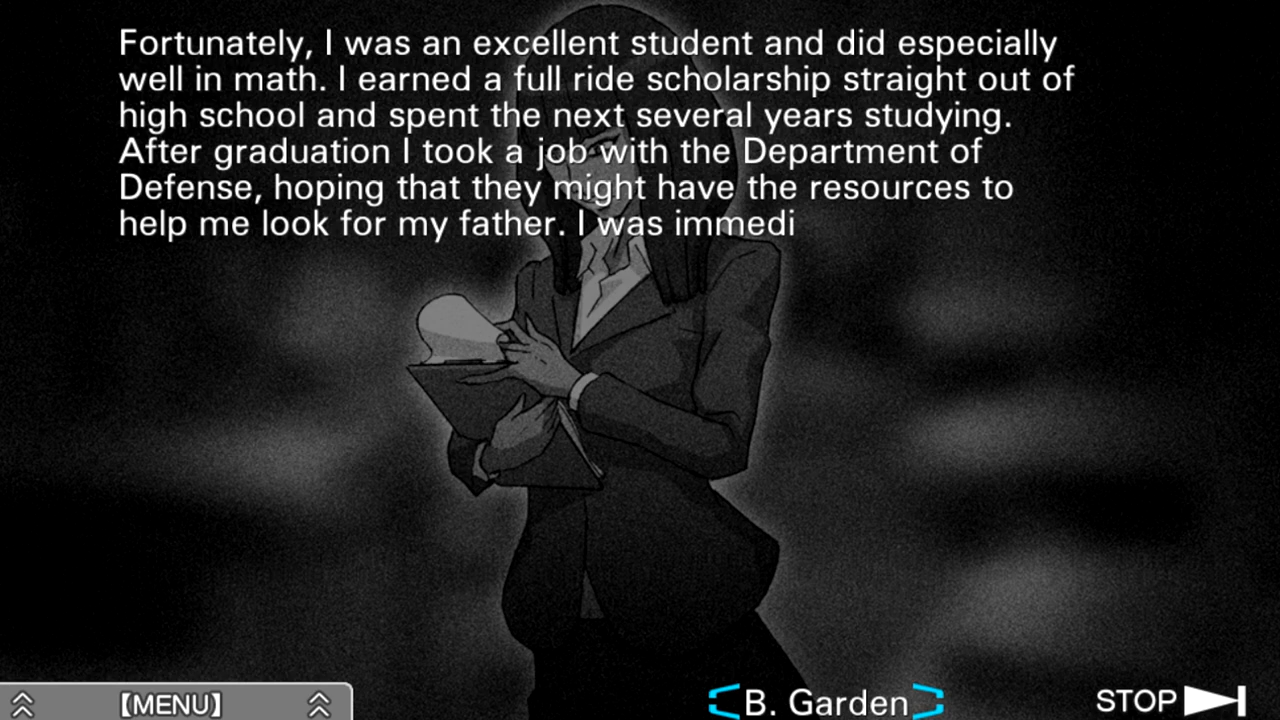 Fortunately, I was an excellent student and did especially
well in math. I earned a full ride scholarship straight out of
high school and spent the next several years studying.
After graduation I took a job with the Department of
Defense, hoping that they might have the resources to
help me look for my father. I was immedi
【MENU】
B. Garden
STOP